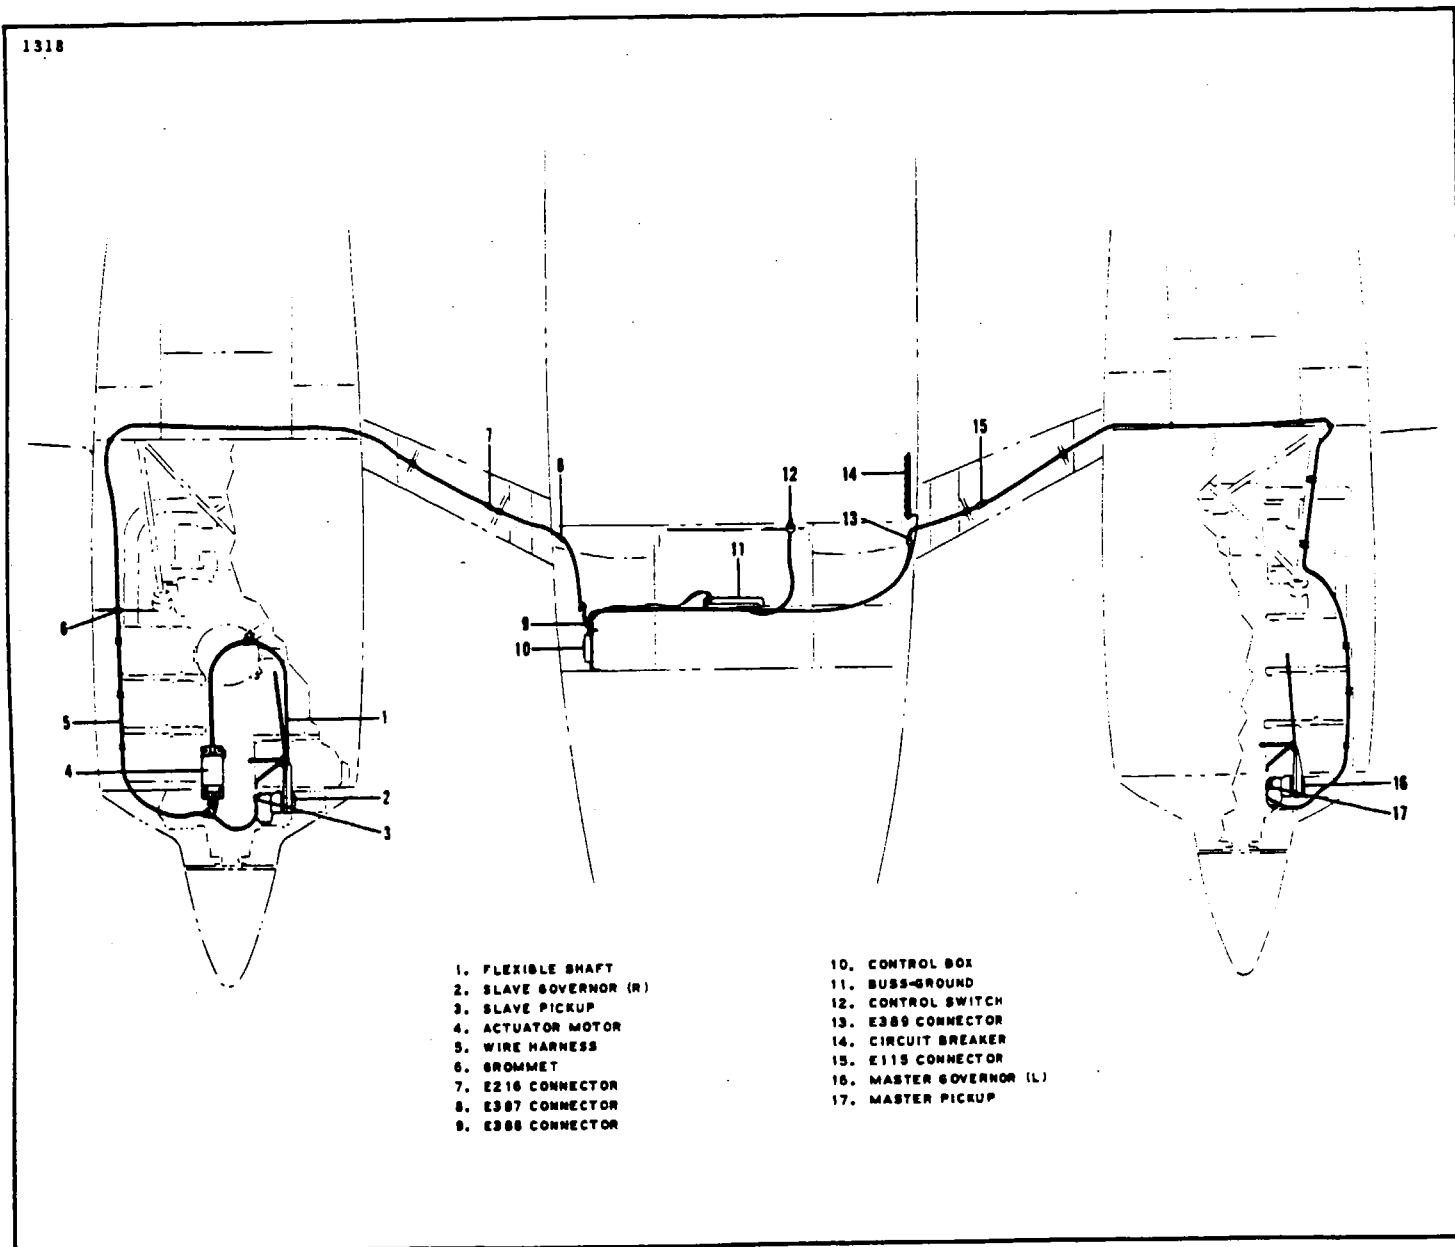 1318
7
8
12
14
15
13
11
6
9
10
5
1
4
2
3
16
17
1. FLEXIBLE SHAFT
2. SLAVE GOVERNOR (R)
3. SLAVE PICKUP
4. ACTUATOR MOTOR
5. WIRE HARNESS
6. GROMMET
7. E216 CONNECTOR
8. E387 CONNECTOR
9. E388 CONNECTOR
10. CONTROL BOX
11. BUSS-GROUND
12. CONTROL SWITCH
13. E389 CONNECTOR
14. CIRCUIT BREAKER
15. E115 CONNECTOR
16. MASTER GOVERNOR (L)
17. MASTER PICKUP